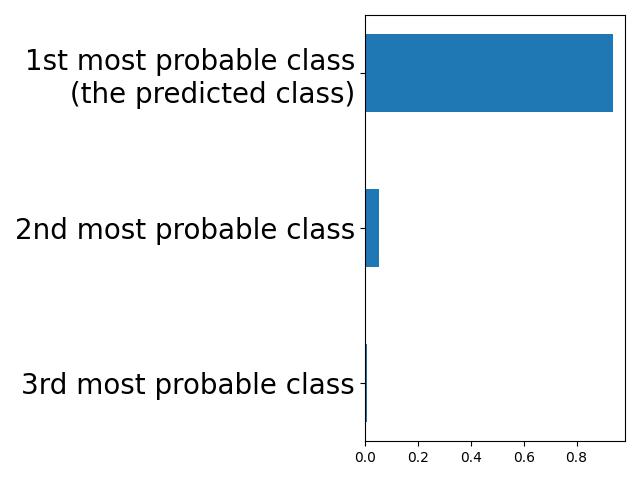 1st most probable class
(the predicted class)
2nd most probable class
3rd most probable class
0.0 0.2 0.4 0.6 0.8